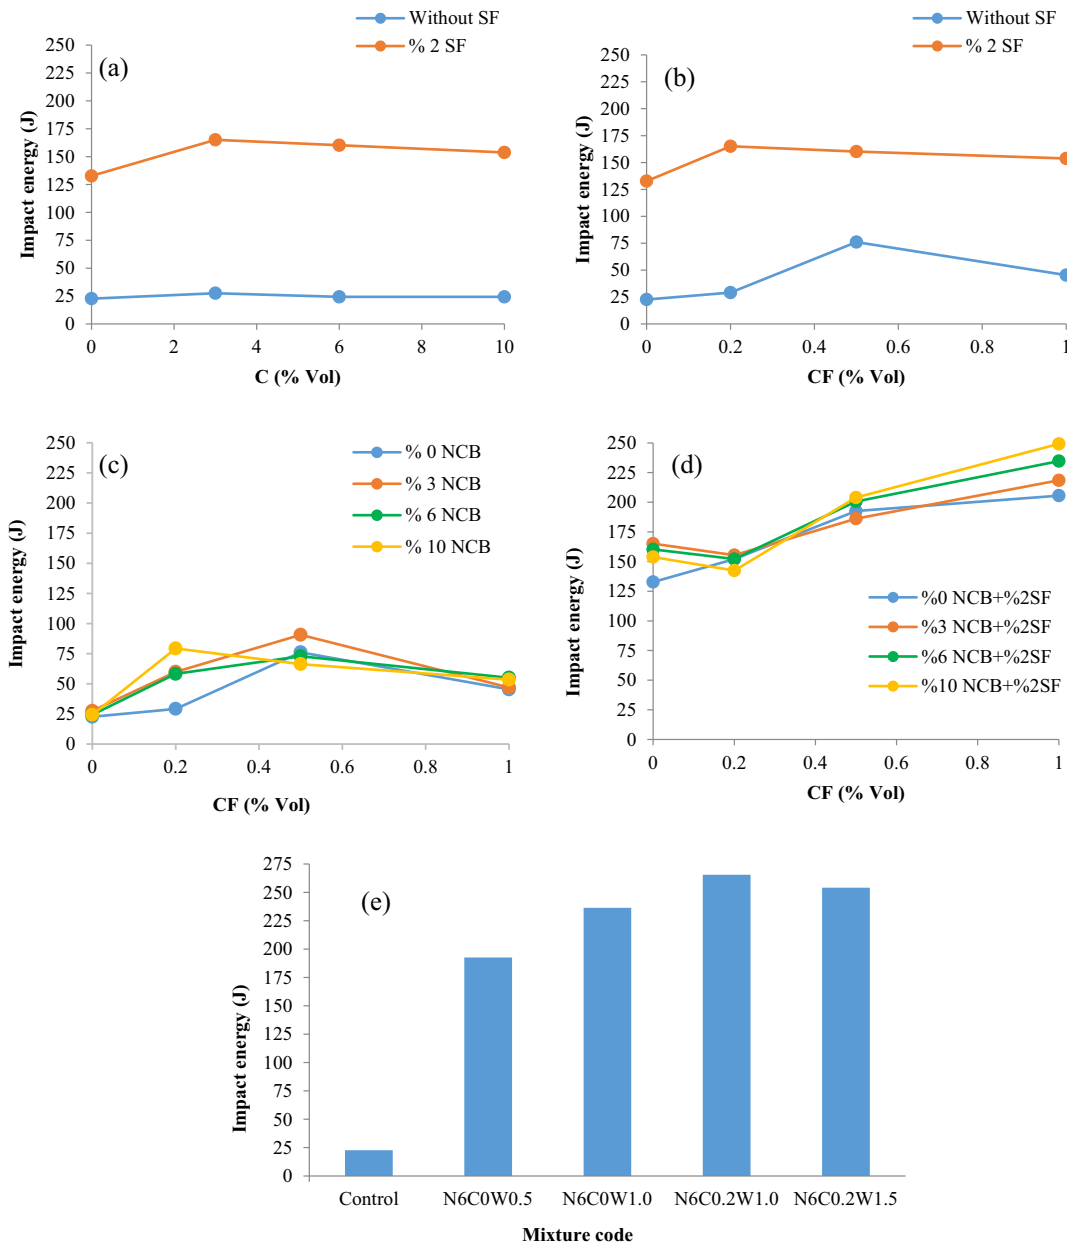 Without SF
% 2 SF
(a)
Impact energy (J)
250
225
200
175
150
125
100
75
50
25
0
0 2 4 6 8 10
C (% Vol)
Without SF
% 2 SF
(b)
Impact energy (J)
250
225
200
175
150
125
100
75
50
25
0
0 0.2 0.4 0.6 0.8 1
CF (% Vol)
(c)
% 0 NCB
% 3 NCB
% 6 NCB
% 10 NCB
Impact energy (J)
250
225
200
175
150
125
100
75
50
25
0
0 0.2 0.4 0.6 0.8 1
CF (% Vol)
(d)
Impact energy (J)
250
225
200
175
150
125
100
75
50
25
0
%0 NCB+%2SF
%3 NCB+%2SF
%6 NCB+%2SF
%10 NCB+%2SF
0 0.2 0.4 0.6 0.8 1
CF (% Vol)
(e)
Impact energy (J)
275
250
225
200
175
150
125
100
75
50
25
0
Control N6C0W0.5 N6C0W1.0 N6C0.2W1.0 N6C0.2W1.5
Mixture code